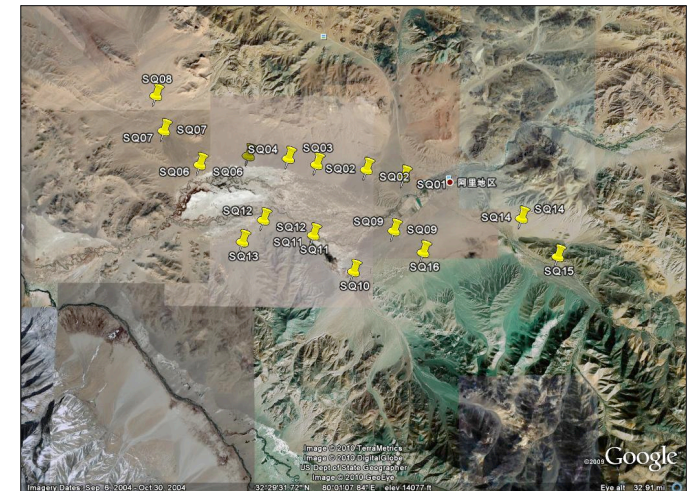 SQ08
SQ07 SQ07
SQ04 SQ03
SQ06 SQ06 SQ02 SQ02
SQ01 阿里地区
SQ12 SQ14 SQ14
SQ12 SQ09 SQ09
SQ13 SQ11 SQ11
SQ16
SQ10 SQ15
Image © 2010 TerraMetrics
Image © 2010 DigitalGlobe
US Dept of State Geographer
Image © 2010 GeoEye
©2009 Google
Imagery Dates: Sep 6, 2004 - Oct 30, 2004 32°29'31.72" N 80°01'07.84" E elev 14077 ft Eye alt 32.91 mi